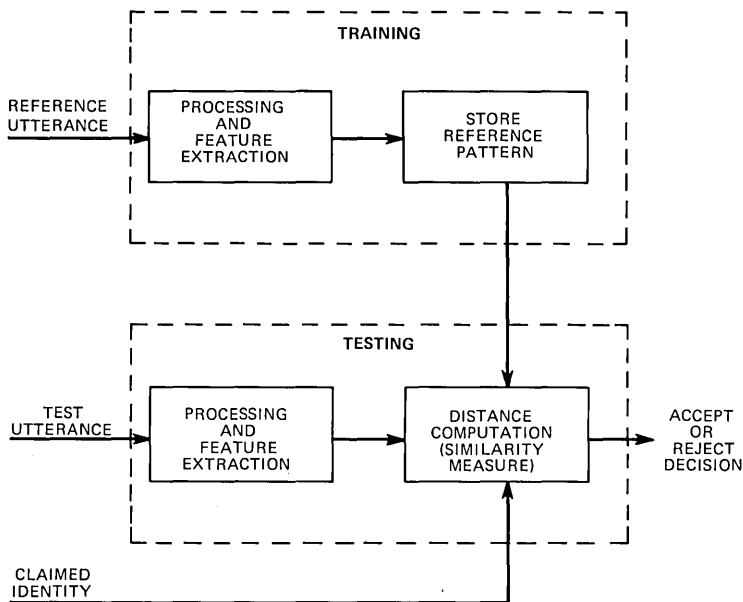 TRAINING
REFERENCE
UTTERANCE
PROCESSING
AND
FEATURE
EXTRACTION
STORE
REFERENCE
PATTERN
TESTING
TEST
UTTERANCE
PROCESSING
AND
FEATURE
EXTRACTION
DISTANCE
COMPUTATION
(SIMILARITY
MEASURE)
ACCEPT
OR
REJECT
DECISION
CLAIMED
IDENTITY